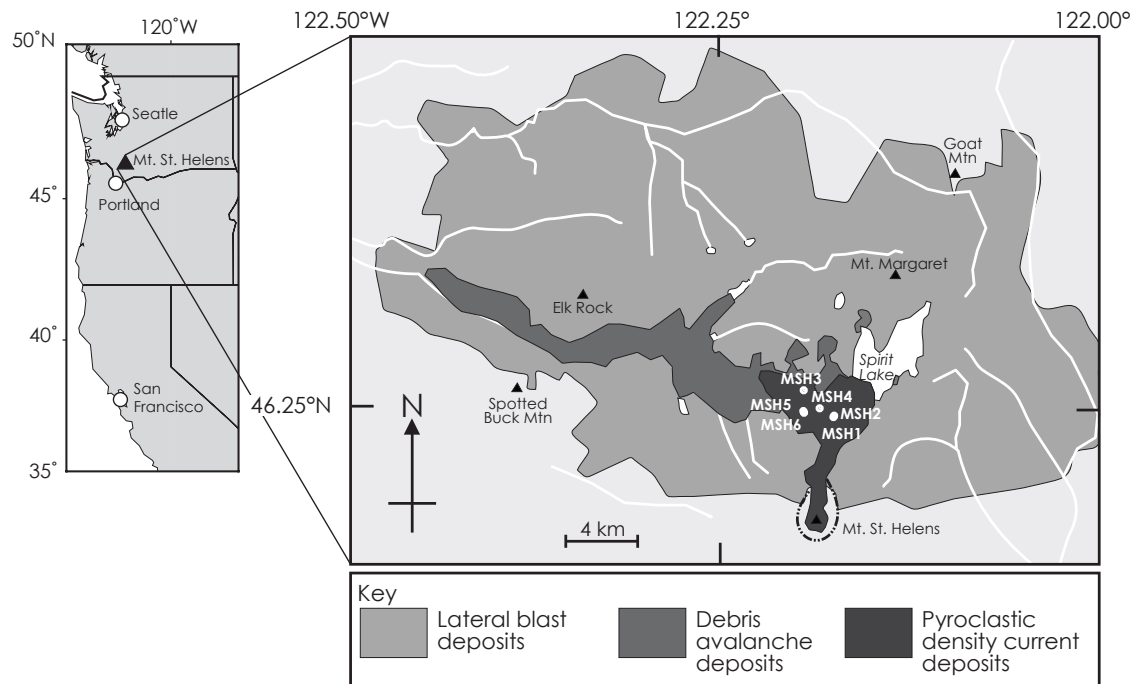 122.50°W
122.25°
122.00°
120°W
50°N
Seatle
Mt. St. Helens
45°
Portland
40°
San
Francisco
35°
46.25°N
Goat
Mtn
Mt. Margaret
Elk Rock
Spirit
Lake
Spotted
Buck Mtn
MSH3
MSH4
MSH5
MSH2
MSH6
MSH1
N
4 km
Mt. St. Helens
Key
Lateral blast
deposits
Debris
avalanche
deposits
Pyroclastic
density current
deposits